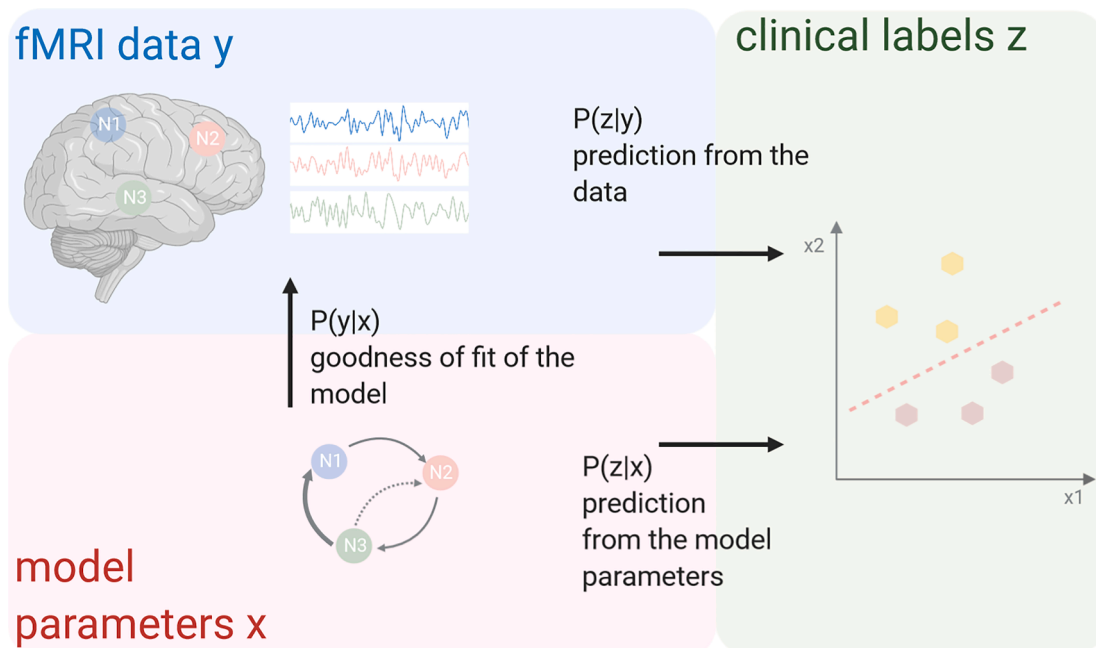 fMRI data y
clinical labels z
N1
N2
N3
P(z|y)
prediction from the
data
x2
x1
P(y|x)
goodness of fit of the
model
N1
N2
N3
P(z|x)
prediction
from the model
parameters
model
parameters x